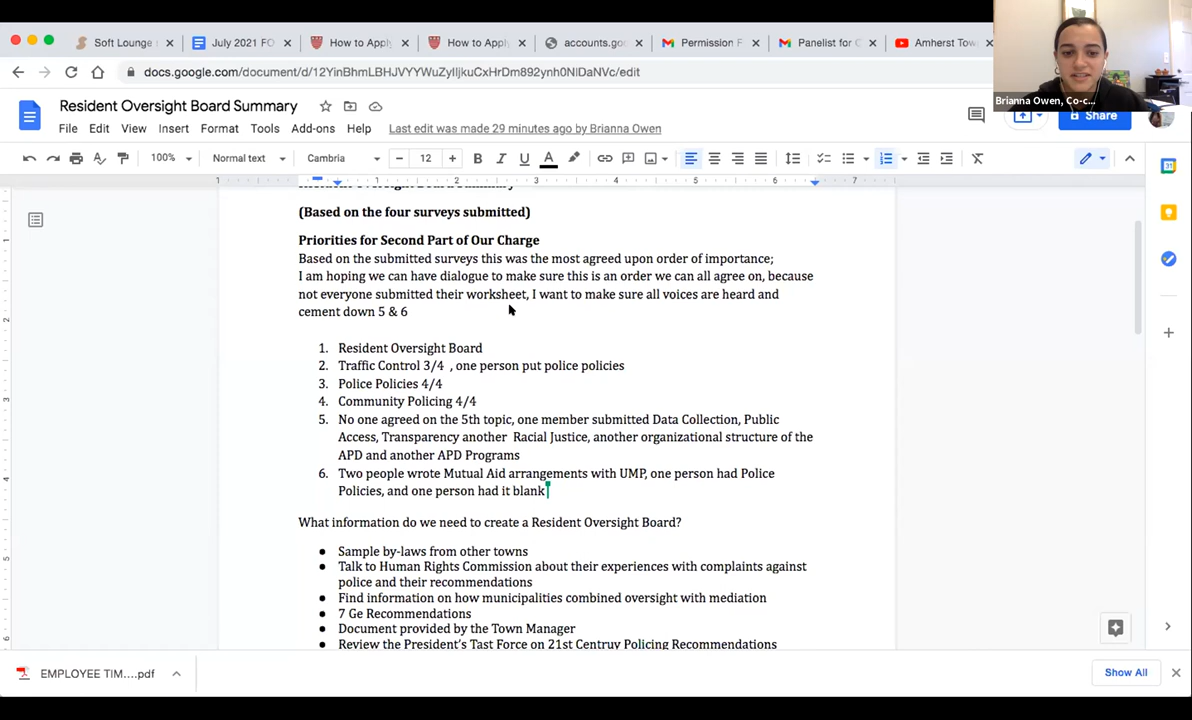 Soft Lounge
July 2021 FO
How to Apply
How to Apply
accounts.go
Permission F
Panelist for C
Amherst Tow
Brianna Owen, Co-c...
docs.google.com/document/d/12YinBhmLBHJVYYWuZyIljkuCxHrDm892ynh0NlDaNVc/edit
Resident Oversight Board Summary
File Edit View Insert Format Tools Add-ons Help Last edit was made 29 minutes ago by Brianna Owen
Share
100% Normal text Cambria 12 B I U A
1 1 2 3 4 5 6 7
(Based on the four surveys submitted)
Priorities for Second Part of Our Charge
Based on the submitted surveys this was the most agreed upon order of importance;
I am hoping we can have dialogue to make sure this is an order we can all agree on, because
not everyone submitted their worksheet, I want to make sure all voices are heard and
cement down 5 & 6
1. Resident Oversight Board
2. Traffic Control 3/4 , one person put police policies
3. Police Policies 4/4
4. Community Policing 4/4
5. No one agreed on the 5th topic, one member submitted Data Collection, Public
Access, Transparency another Racial Justice, another organizational structure of the
APD and another APD Programs
6. Two people wrote Mutual Aid arrangements with UMP, one person had Police
Policies, and one person had it blank
What information do we need to create a Resident Oversight Board?
• Sample by-laws from other towns
• Talk to Human Rights Commission about their experiences with complaints against
police and their recommendations
• Find information on how municipalities combined oversight with mediation
• 7 Ge Recommendations
• Document provided by the Town Manager
• Review the President's Tast Force on 21st Centruy Policing Recommendations
EMPLOYEE TIM....pdf
Show All